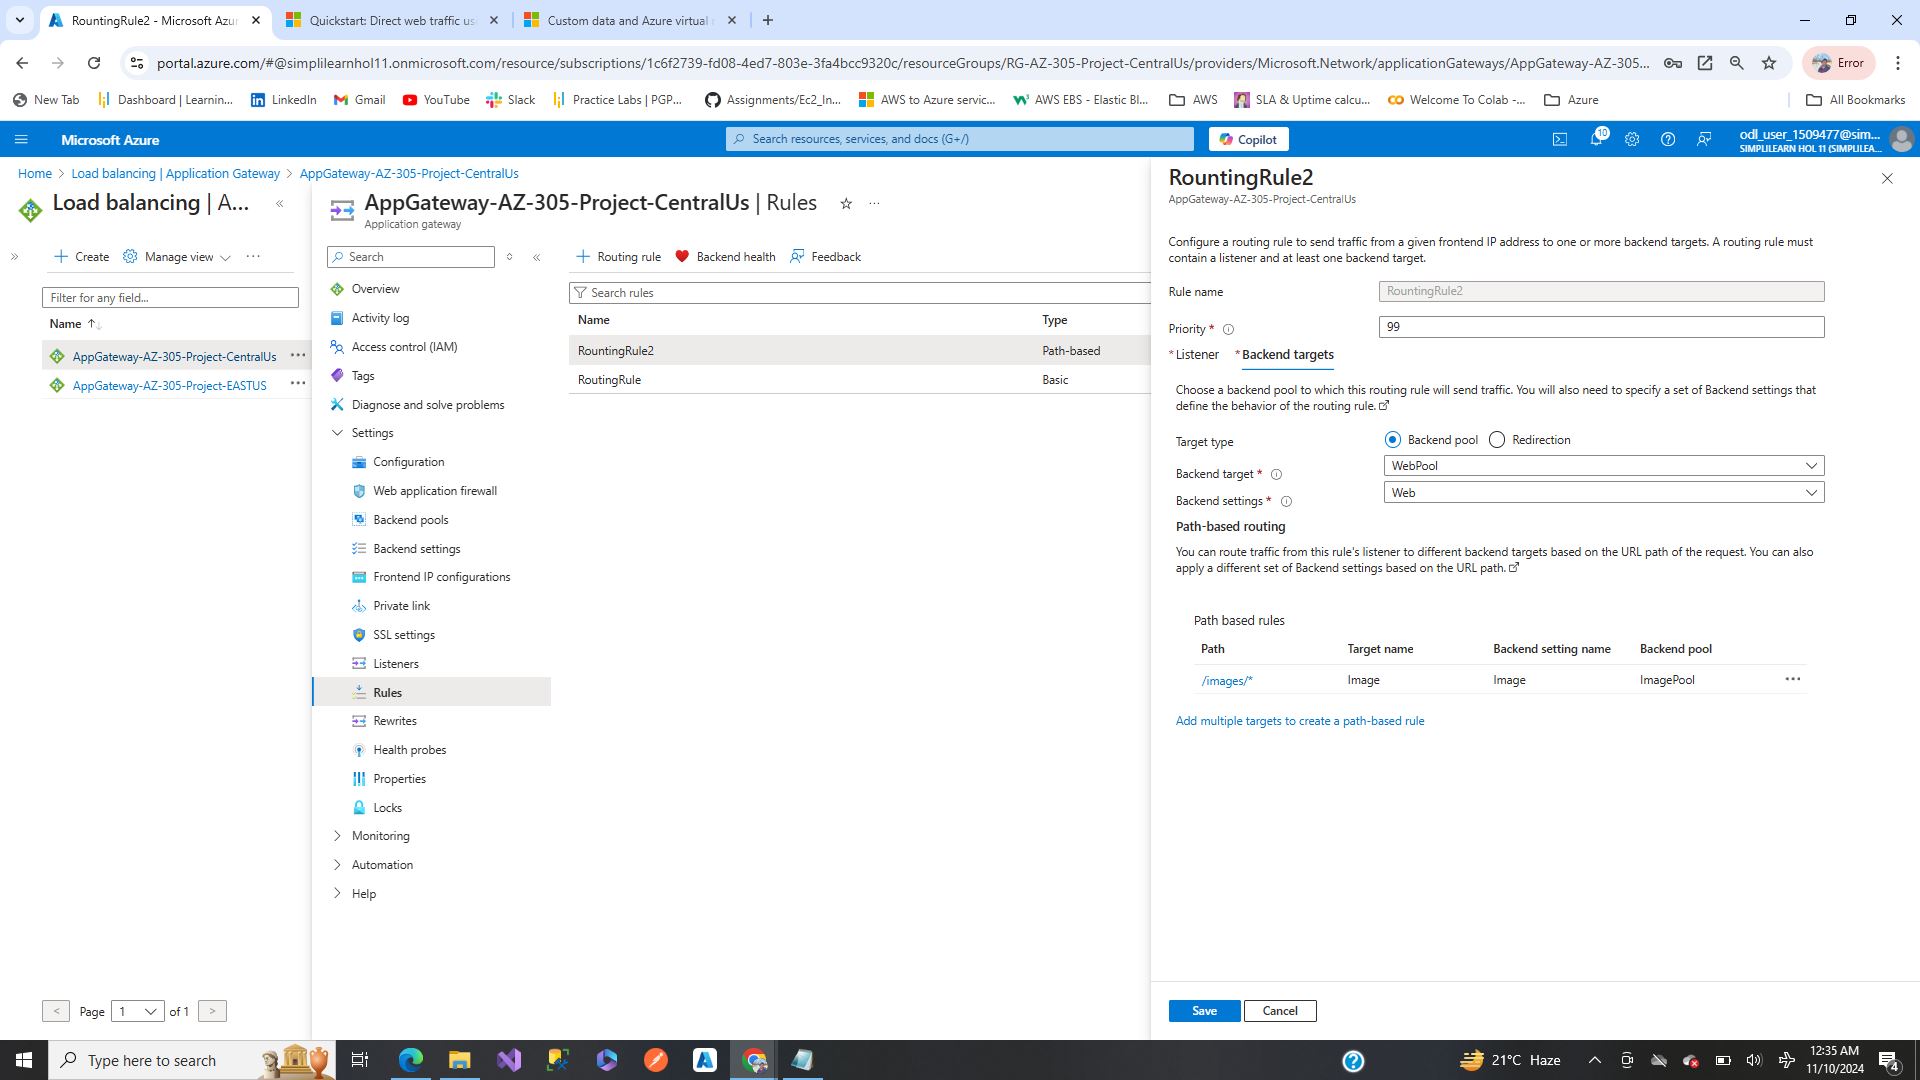 RountingRule2 - Microsoft Azur
Quickstart: Direct web traffic us
Custom data and Azure virtual
portal.azure.com/#@simplilearnhol11.onmicrosoft.com/resource/subscriptions/1c6f2739-fd08-4ed7-803e-3fa4bcc9320c/resourceGroups/RG-AZ-305-Project-CentralUs/providers/Microsoft.Network/applicationGateways/AppGateway-AZ-305...
Error
New Tab
Dashboard | Learnin...
LinkedIn
Gmail
YouTube
Slack
Practice Labs | PGP...
Assignments/Ec2_In...
AWS to Azure servic...
AWS EBS - Elastic Bl...
AWS
SLA & Uptime calcu...
Welcome To Colab -...
Azure
All Bookmarks
Microsoft Azure
Search resources, services, and docs (G+/)
Copilot
10
odl_user_1509477@sim...
SIMPLILEARN HOL 11 (SIMPLILEA...
Home > Load balancing | Application Gateway > AppGateway-AZ-305-Project-CentralUs
Load balancing | A...
Create
Manage view
Filter for any field...
Name
AppGateway-AZ-305-Project-CentralUs
AppGateway-AZ-305-Project-EASTUS
< Page 1 of 1 >
AppGateway-AZ-305-Project-CentralUs | Rules
Application gateway
Search
Overview
Activity log
Access control (IAM)
Tags
Diagnose and solve problems
Settings
Configuration
Web application firewall
Backend pools
Backend settings
Frontend IP configurations
Private link
SSL settings
Listeners
Rules
Rewrites
Health probes
Properties
Locks
Monitoring
Automation
Help
Routing rule
Backend health
Feedback
Search rules
Name Type
RountingRule2 Path-based
RoutingRule Basic
RountingRule2
AppGateway-AZ-305-Project-CentralUs
Configure a routing rule to send traffic from a given frontend IP address to one or more backend targets. A routing rule must
contain a listener and at least one backend target.
Rule name RountingRule2
Priority * 99
* Listener * Backend targets
Choose a backend pool to which this routing rule will send traffic. You will also need to specify a set of Backend settings that
define the behavior of the routing rule.
Target type Backend pool Redirection
Backend target * WebPool
Backend settings * Web
Path-based routing
You can route traffic from this rule's listener to different backend targets based on the URL path of the request. You can also
apply a different set of Backend settings based on the URL path.
Path based rules
Path Target name Backend setting name Backend pool
/images/* Image Image ImagePool
Add multiple targets to create a path-based rule
Save Cancel
Type here to search
21°C Haze
12:35 AM
11/10/2024
4